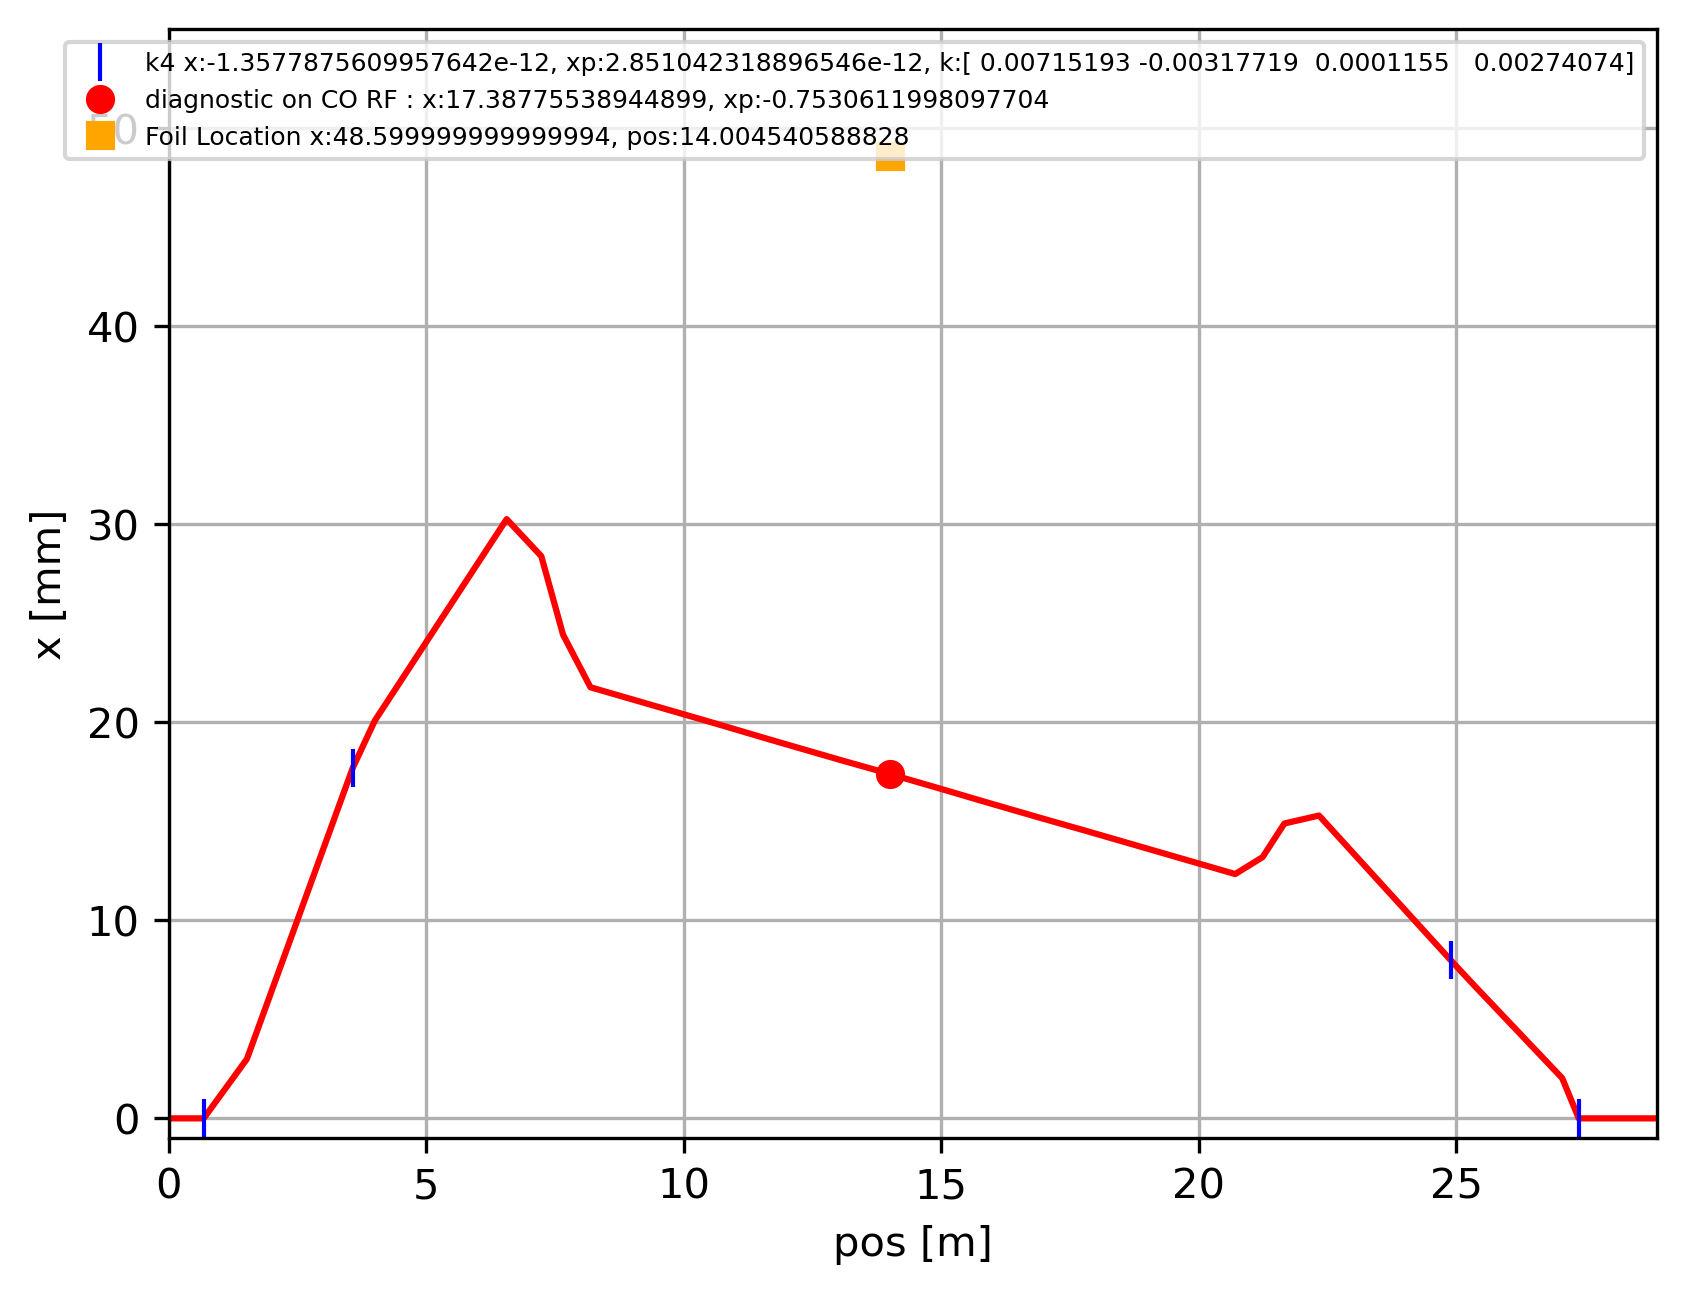 k4 x:-1.3577875609957642e-12, xp:2.851042318896546e-12, k:[ 0.00715193 -0.00317719  0.0001155   0.00274074]
diagnostic on CO RF : x:17.38775538944899, xp:-0.7530611998097704
Foil Location x:48.599999999999994, pos:14.004540588828
50
40
30
20
10
0
x [mm]
0 5 10 15 20 25
pos [m]